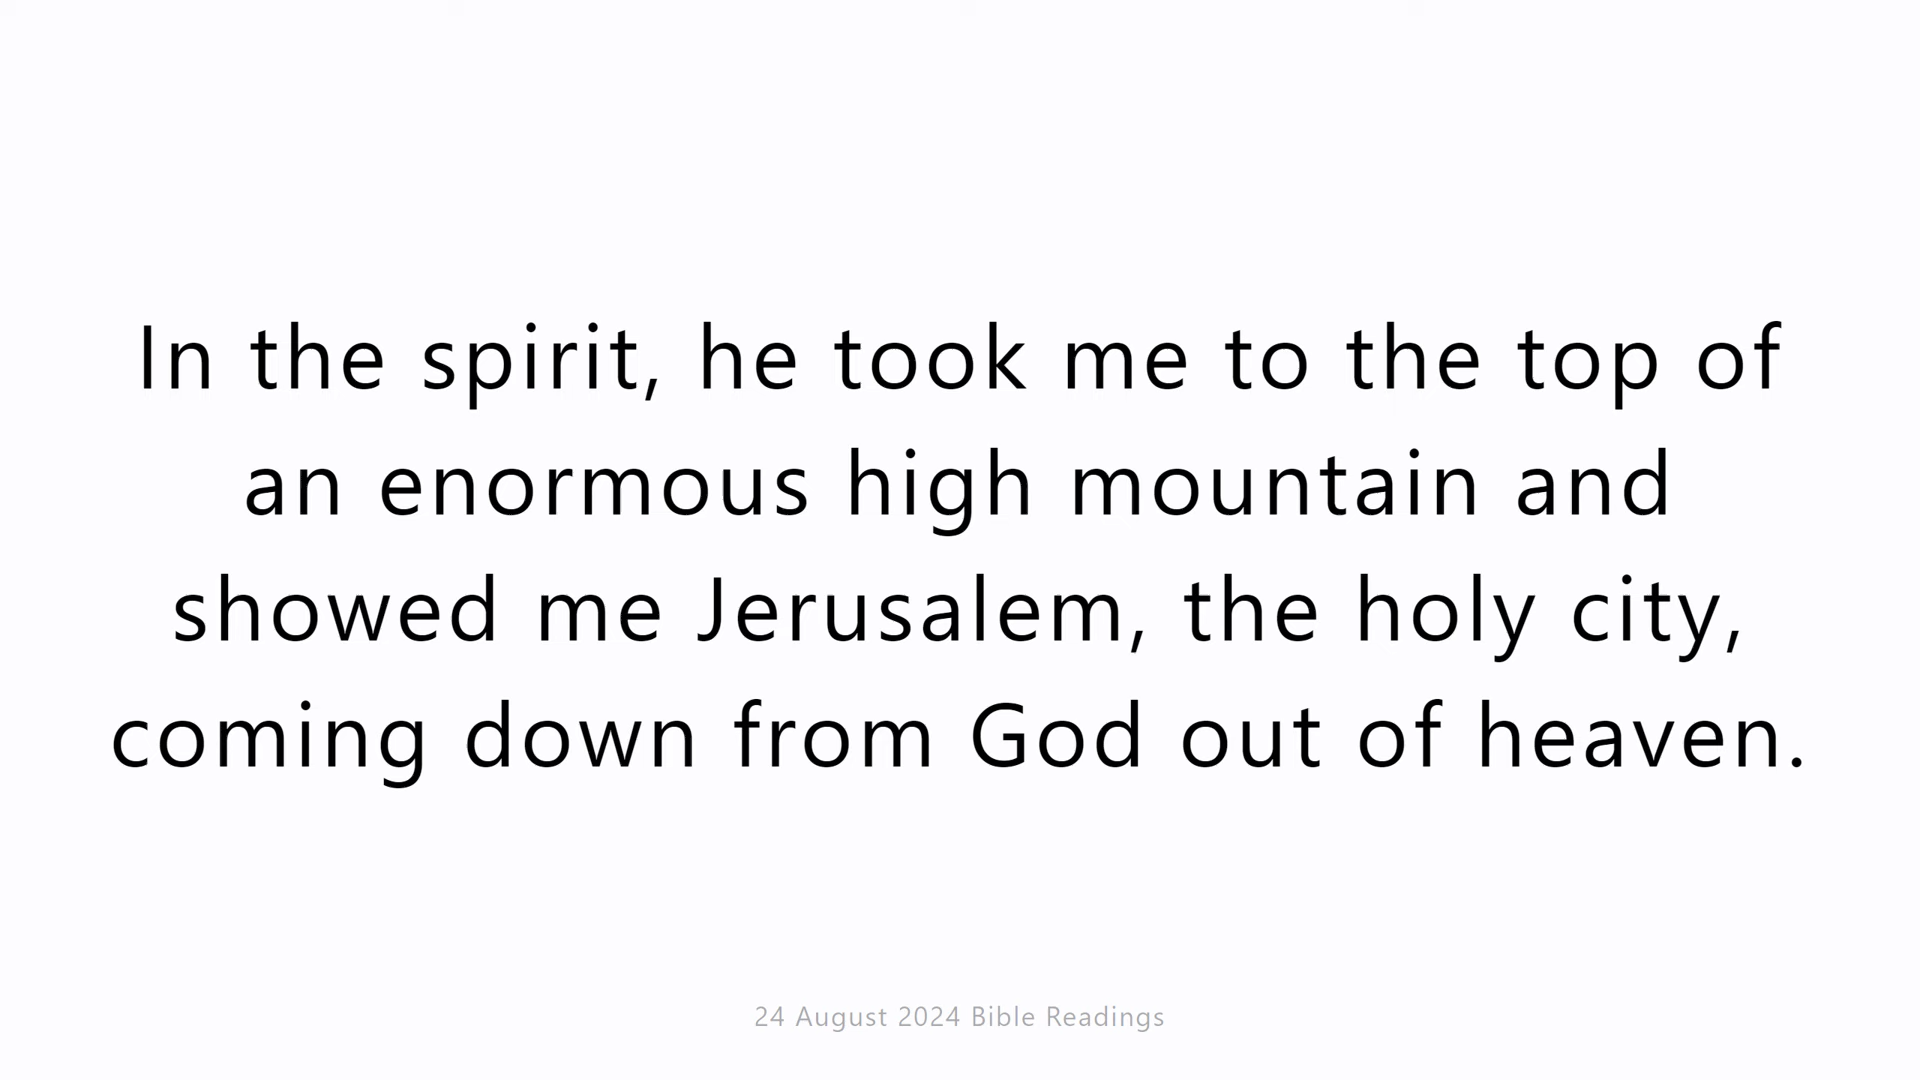 In the spirit, he took me to the top of
an enormous high mountain and
showed me Jerusalem, the holy city,
coming down from God out of heaven.
24 August 2024 Bible Readings